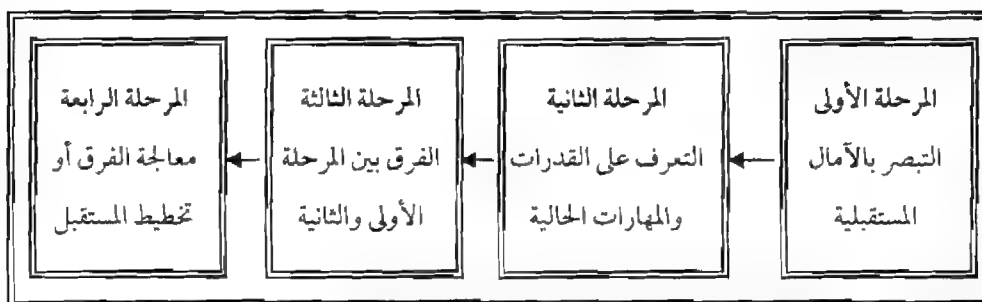 المرحلة الأولى
التبصر بالآمال
المستقبلية
المرحلة الثانية
التعرف على القدرات
والمهارات الحالية
المرحلة الثالثة
الفرق بين المرحلة
الأولى والثانية
المرحلة الرابعة
معالجة الفرق أو
تخطيط المستقبل